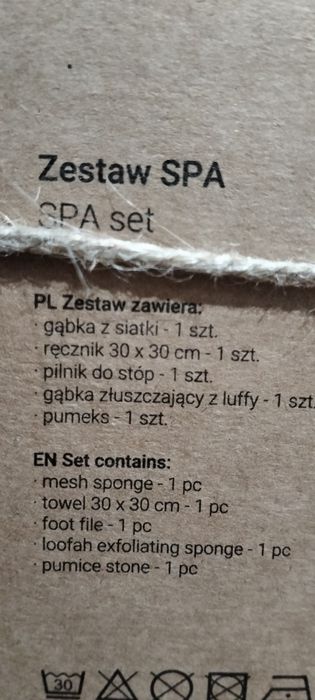 Zestaw SPA
SPA set
PL Zestaw zawiera:
· gąbka z siatki - 1 szt.
· ręcznik 30 x 30 cm - 1 szt.
· pilnik do stóp - 1 szt.
· gąbka złuszczający z luffy - 1 szt.
· pumeks - 1 szt.
EN Set contains:
· mesh sponge - 1 pc
· towel 30 x 30 cm - 1 pc
· foot file - 1 pc
· loofah exfoliating sponge - 1 pc
· pumice stone - 1 pc
30